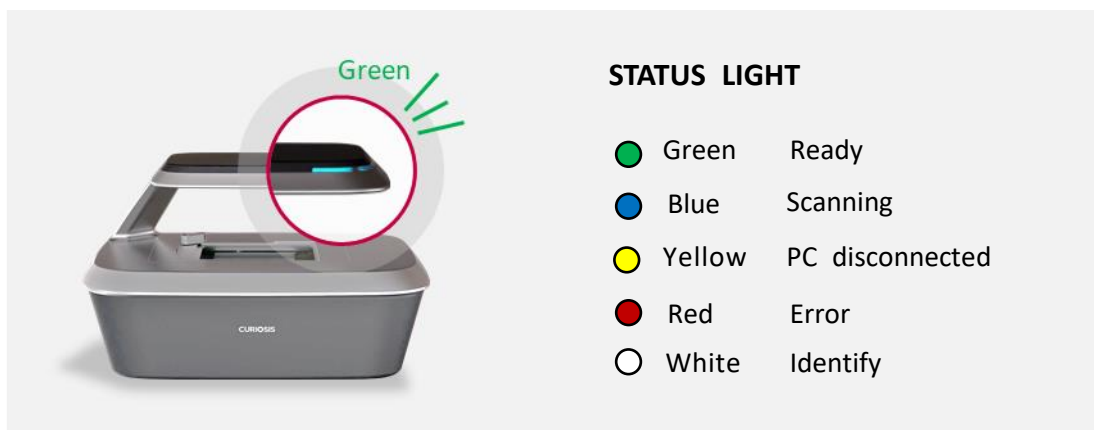 Green
CURIOSIS
STATUS LIGHT
Green Ready
Blue Scanning
Yellow PC disconnected
Red Error
White Identify